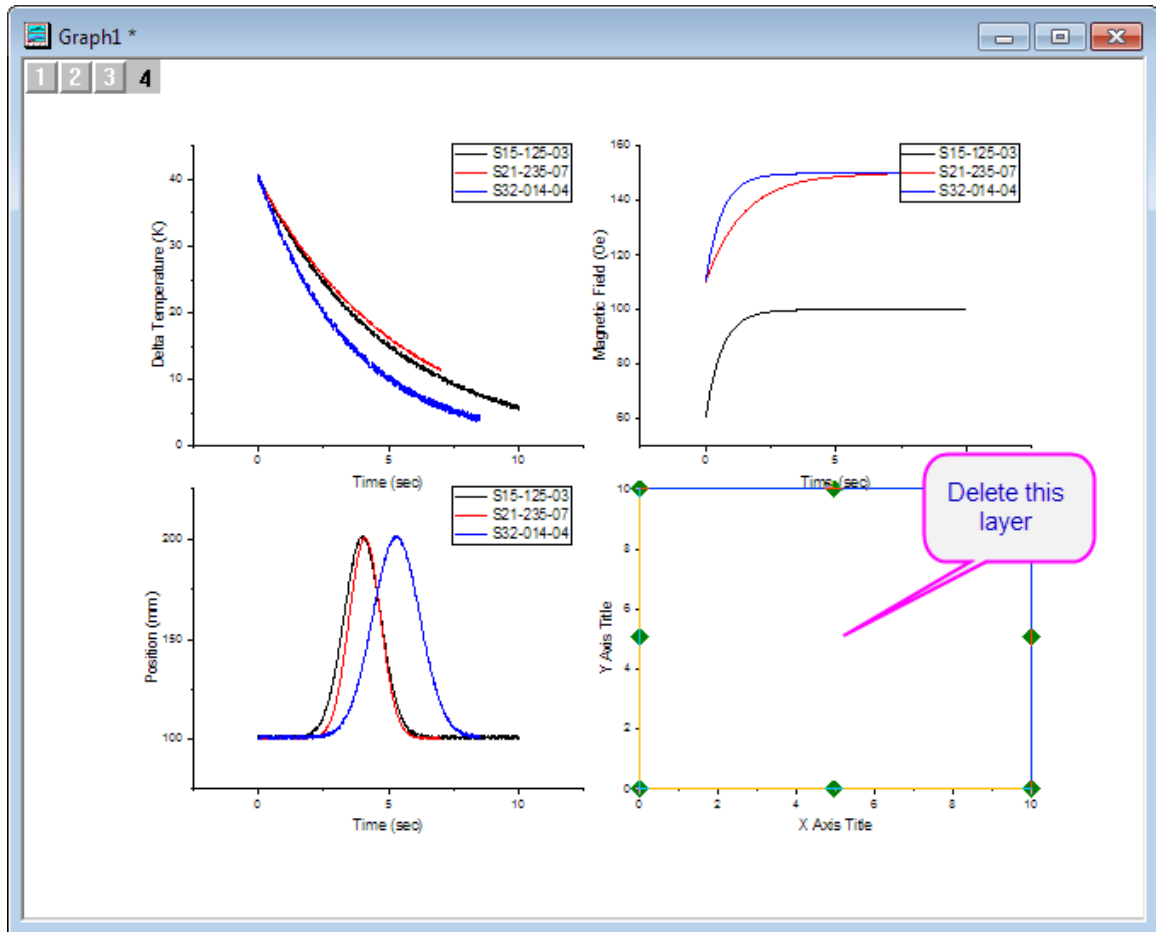 Graph1 *
1 2 3 4
S15-125-03
S21-235-07
S32-014-04
Delta Temperature (K)
40
30
20
10
0
0 5 10
Time (sec)
S15-125-03
S21-235-07
S32-014-04
Magnetic Field (Oe)
160
140
120
100
80
60
0 5
Time (sec)
S15-125-03
S21-235-07
S32-014-04
Position (mm)
200
150
100
0 5 10
Time (sec)
Delete this
layer
Y Axis Title
10
8
6
4
2
0
0 2 4 6 8 10
X Axis Title